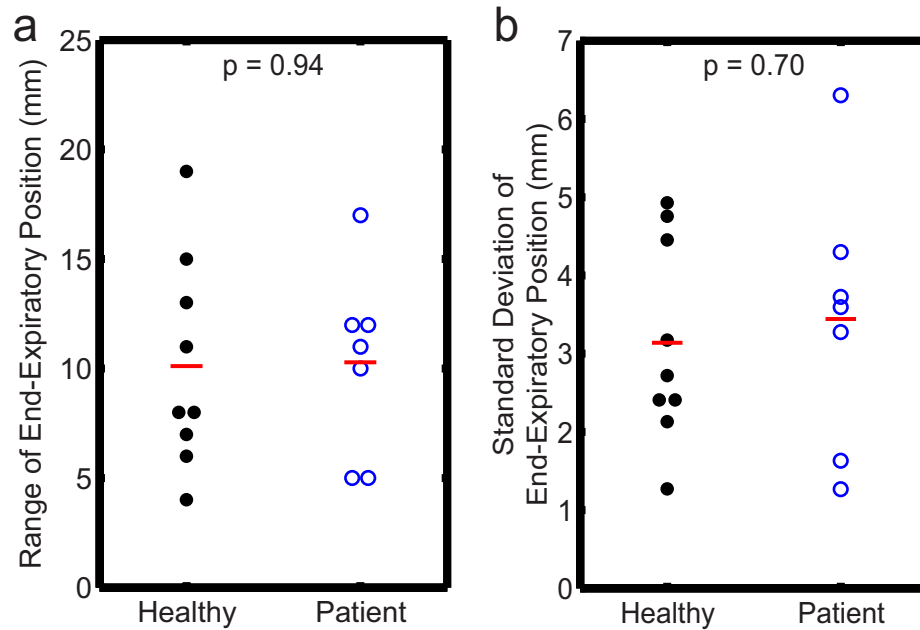 a
Range of End-Expiratory Position (mm)
25
20
15
10
5
0
p = 0.94
Healthy
Patient
b
Standard Deviation of
End-Expiratory Position (mm)
7
6
5
4
3
2
1
0
p = 0.70
Healthy
Patient